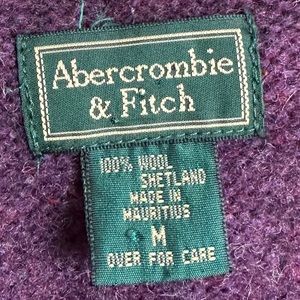 Abercrombie
& Fitch
100% WOOL
SHETLAND
MADE IN
MAURITIUS
M
OVER FOR CARE